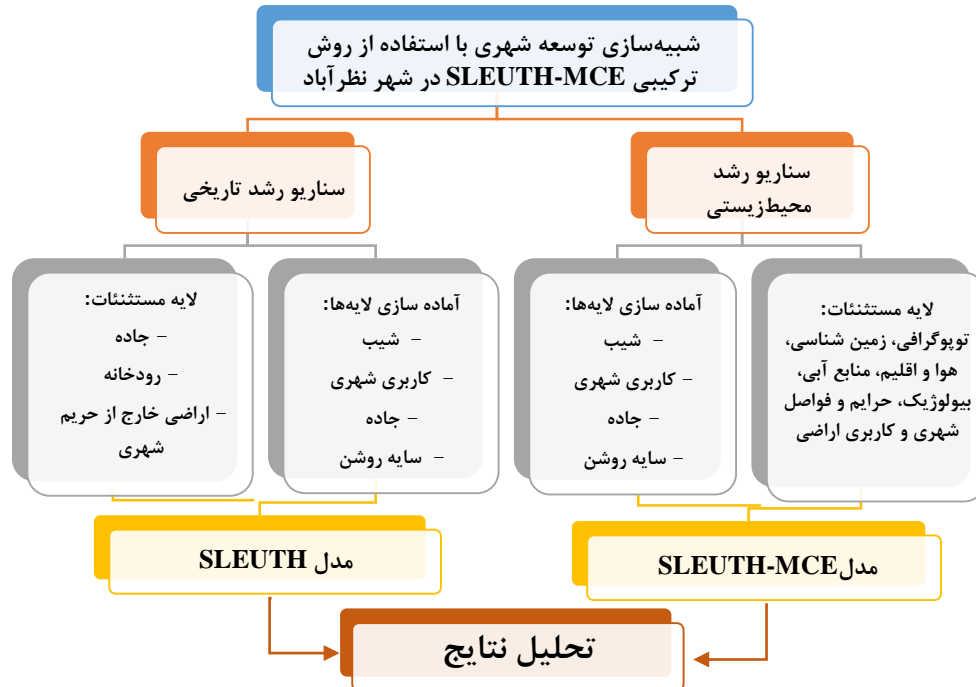 شبیه‌سازی توسعه شهری با استفاده از روش
ترکیبی SLEUTH-MCE در شهر نظرآباد
سناریو رشد
محیط‌زیستی
سناریو رشد تاریخی
لایه مستثنئات:
توپوگرافی، زمین شناسی،
هوا و اقلیم، منابع آبی،
بیولوژیک، حرایم و فواصل
شهری و کاربری اراضی
آماده سازی لایه‌ها:
– شیب
– کاربری شهری
– جاده
– سایه روشن
آماده سازی لایه‌ها:
– شیب
– کاربری شهری
– جاده
– سایه روشن
لایه مستثنئات:
– جاده
– رودخانه
– اراضی خارج از حریم
شهری
مدلSLEUTH-MCE
مدل SLEUTH
تحلیل نتایج